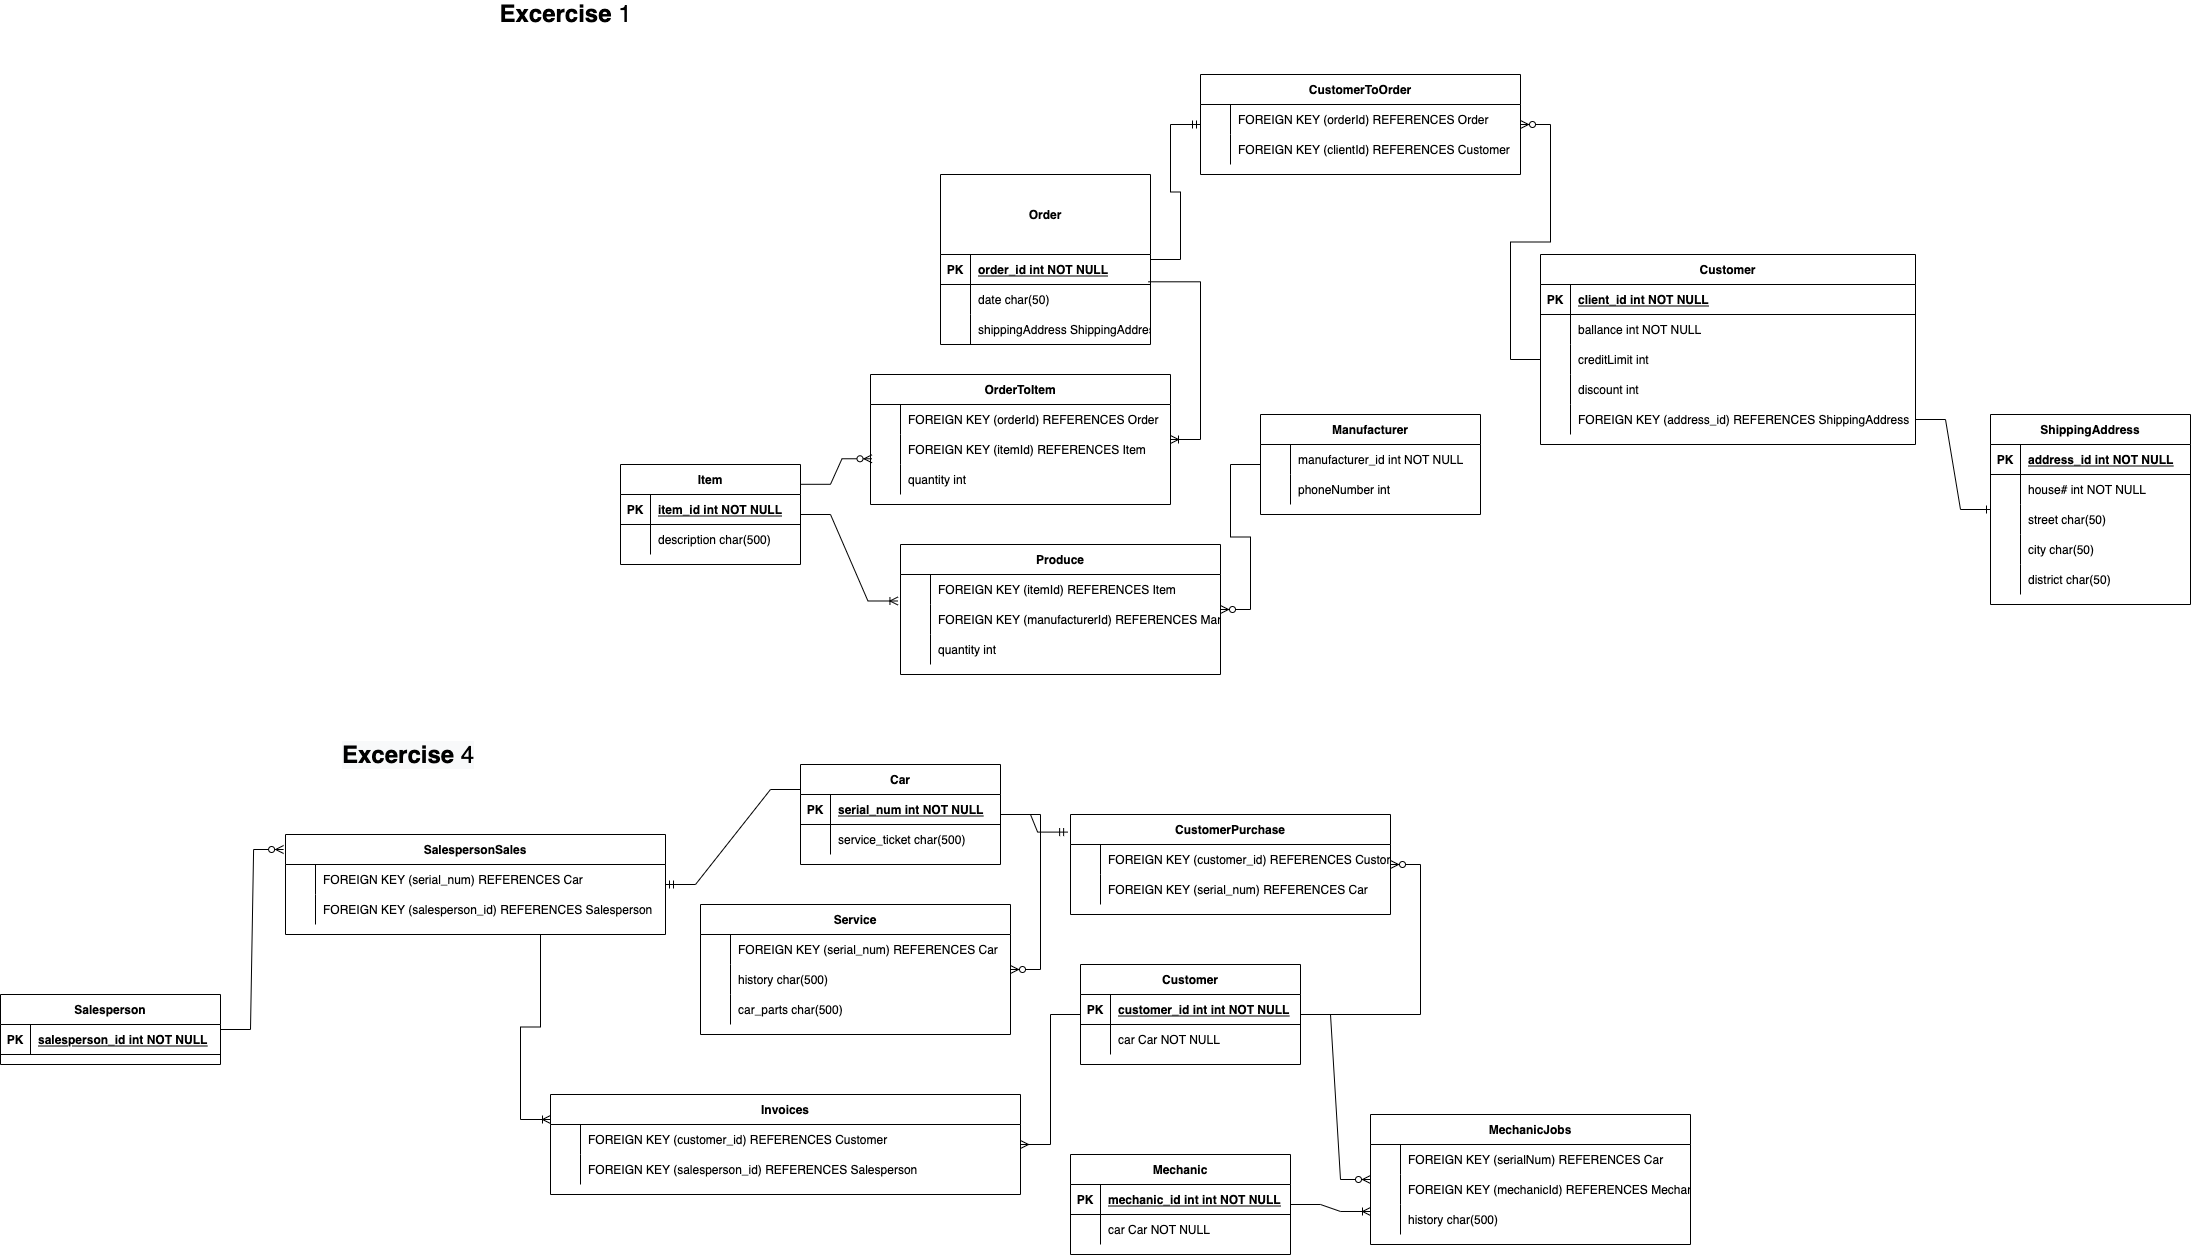 Excercise 1
CustomerToOrder
FOREIGN KEY (orderId) REFERENCES Order
FOREIGN KEY (clientId) REFERENCES Customer
Order
PK order_id int NOT NULL
date char(50)
shippingAddress ShippingAddres
Customer
PK client_id int NOT NULL
ballance int NOT NULL
creditLimit int
discount int
FOREIGN KEY (address_id) REFERENCES ShippingAddress
OrderToItem
FOREIGN KEY (orderId) REFERENCES Order
FOREIGN KEY (itemId) REFERENCES Item
quantity int
Manufacturer
manufacturer_id int NOT NULL
phoneNumber int
ShippingAddress
PK address_id int NOT NULL
house# int NOT NULL
street char(50)
city char(50)
district char(50)
Item
PK item_id int NOT NULL
description char(500)
Produce
FOREIGN KEY (itemId) REFERENCES Item
FOREIGN KEY (manufacturerId) REFERENCES Mar
quantity int
Excercise 4
Car
PK serial_num int NOT NULL
service_ticket char(500)
CustomerPurchase
FOREIGN KEY (customer_id) REFERENCES Custor
FOREIGN KEY (serial_num) REFERENCES Car
SalespersonSales
FOREIGN KEY (serial_num) REFERENCES Car
FOREIGN KEY (salesperson_id) REFERENCES Salesperson
Service
FOREIGN KEY (serial_num) REFERENCES Car
history char(500)
car_parts char(500)
Customer
PK customer_id int int NOT NULL
car Car NOT NULL
Salesperson
PK salesperson_id int NOT NULL
Invoices
FOREIGN KEY (customer_id) REFERENCES Customer
FOREIGN KEY (salesperson_id) REFERENCES Salesperson
MechanicJobs
FOREIGN KEY (serialNum) REFERENCES Car
FOREIGN KEY (mechanicId) REFERENCES Mechar
history char(500)
Mechanic
PK mechanic_id int int NOT NULL
car Car NOT NULL